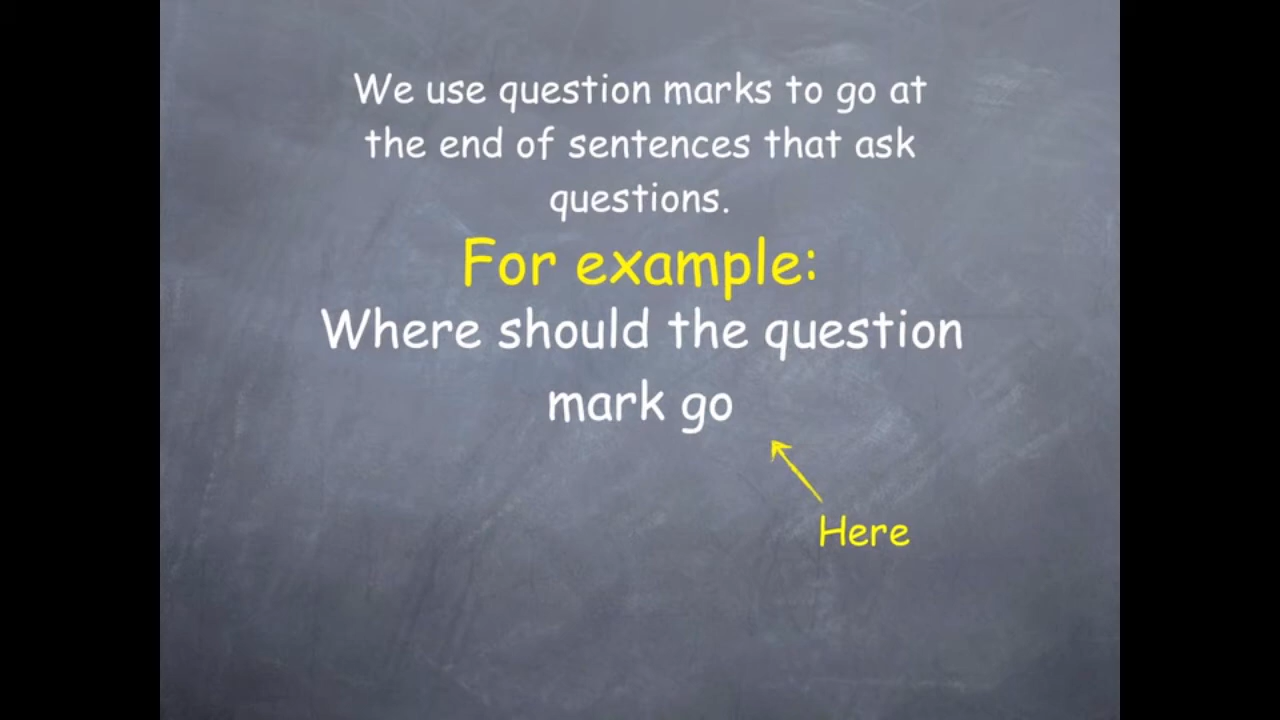 We use question marks to go at
the end of sentences that ask
questions.
For example:
Where should the question
mark go
Here